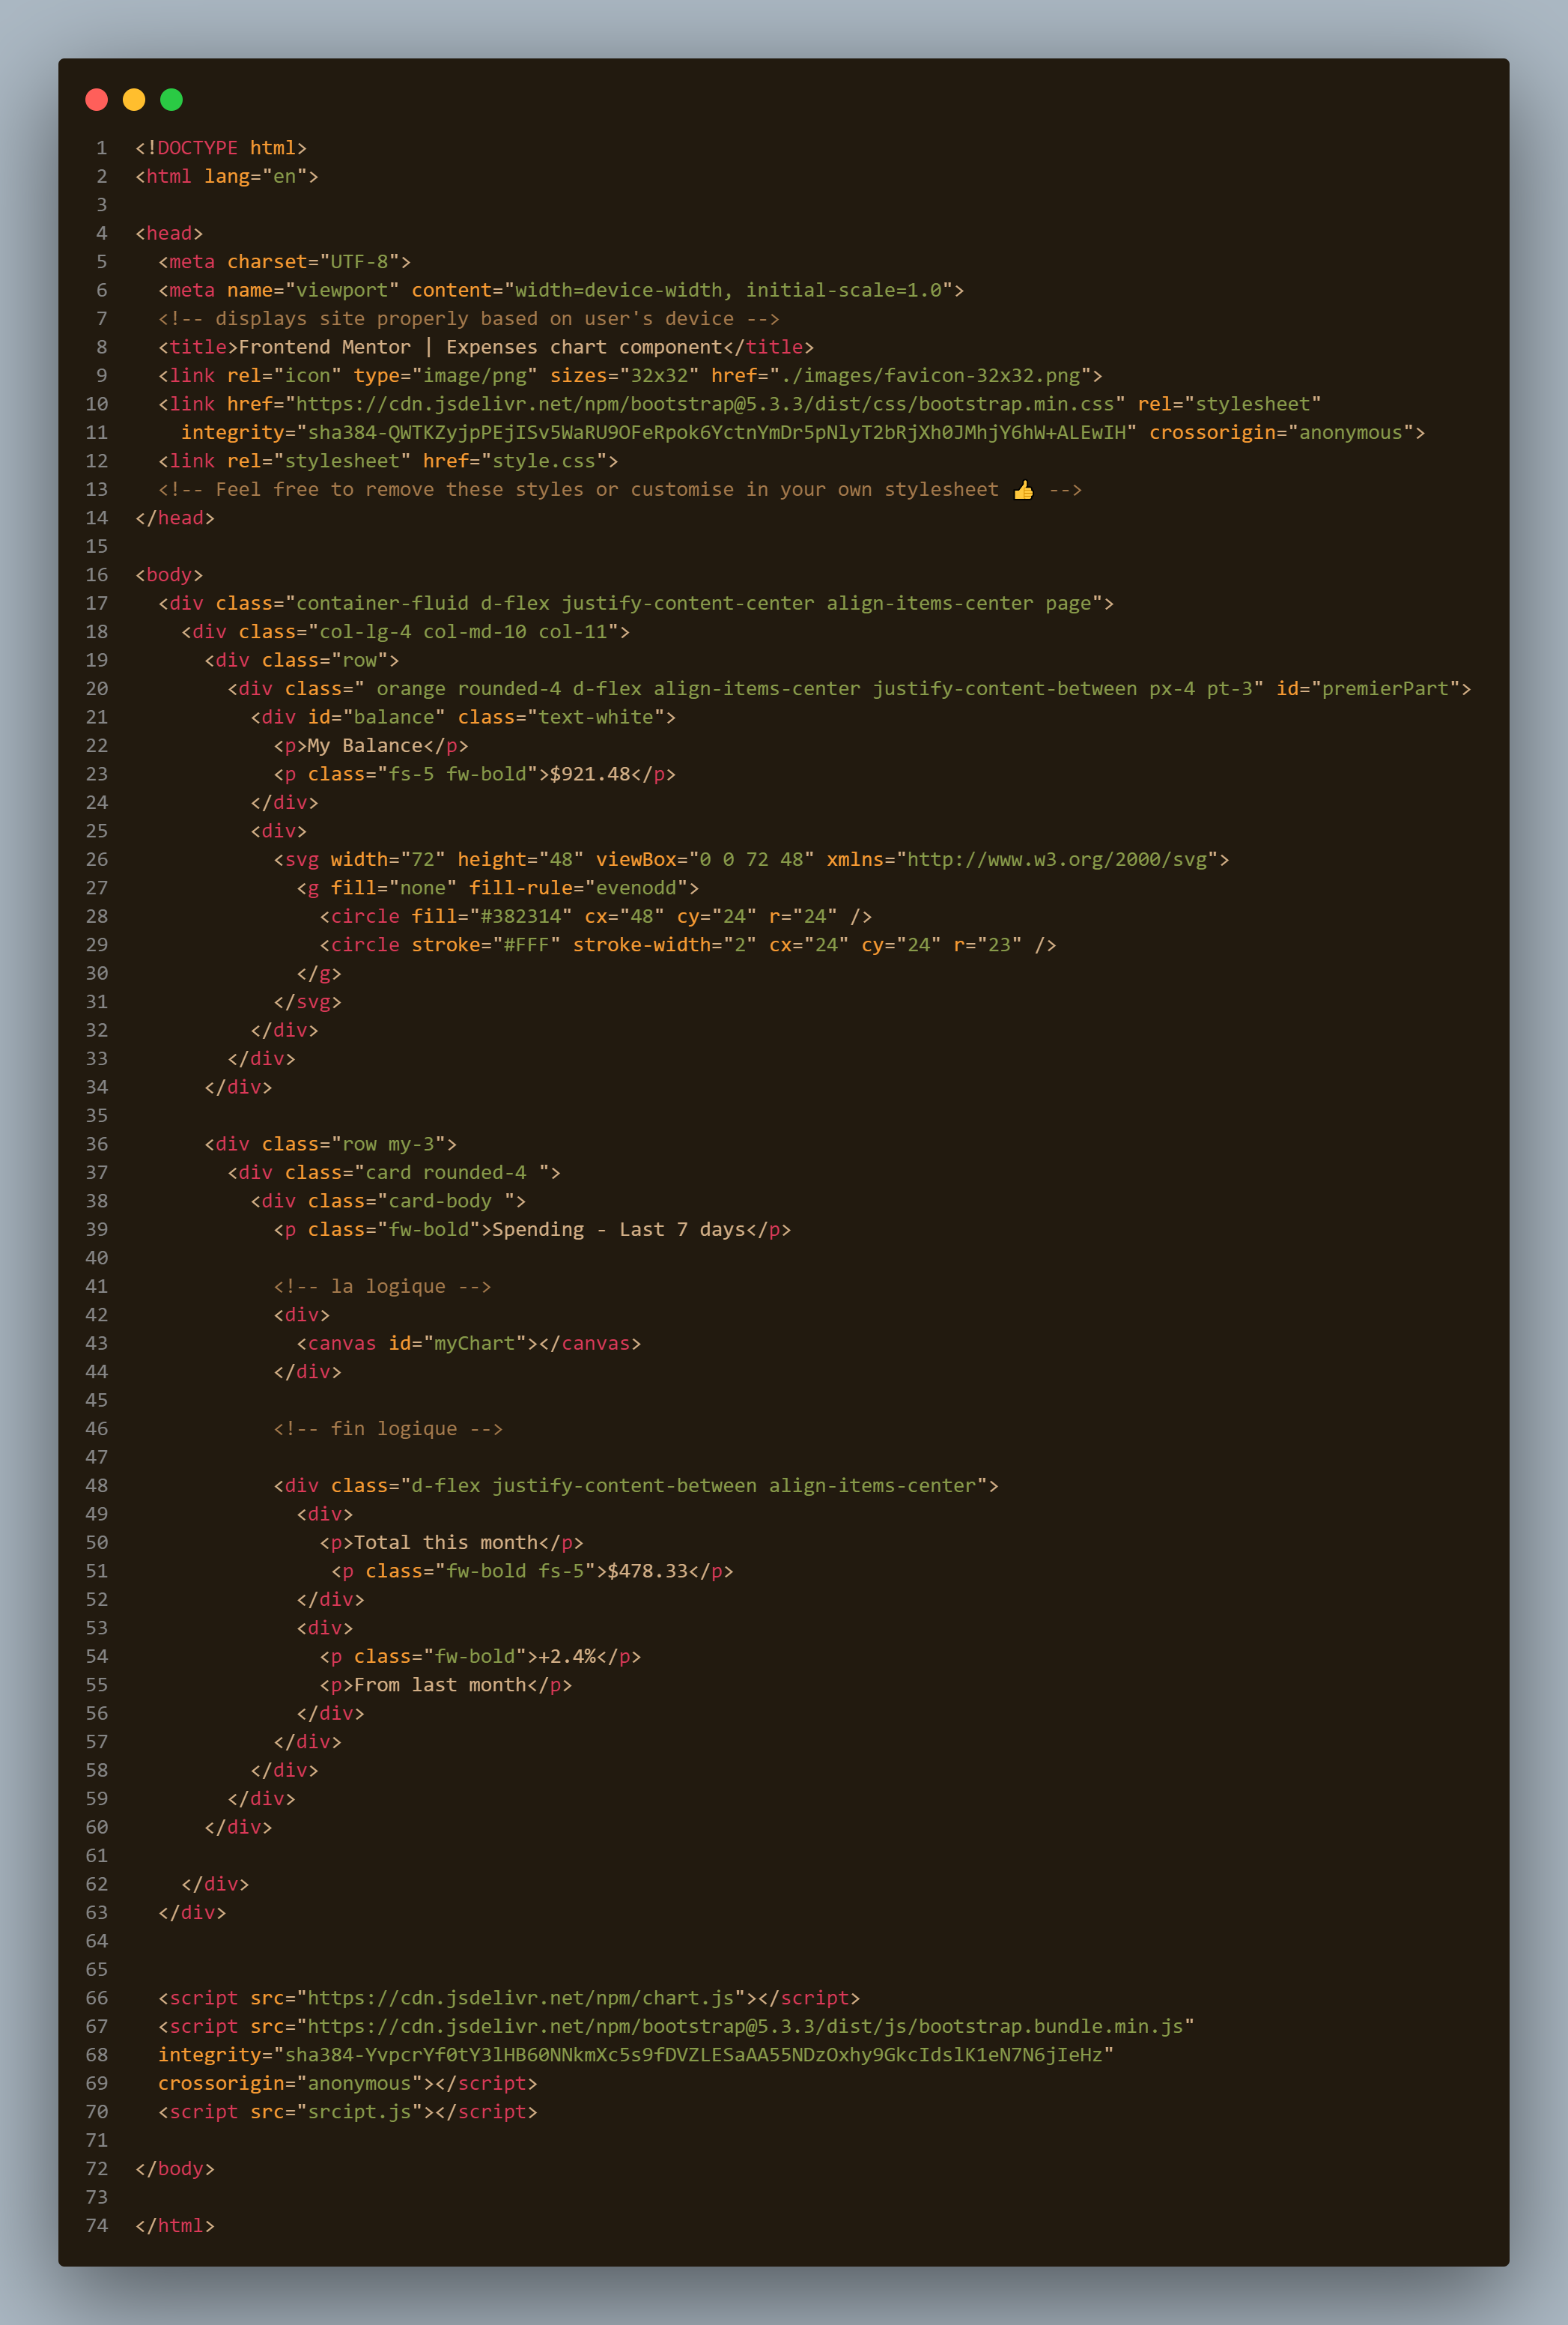 1 <!DOCTYPE html>
2 <html lang="en">
3
4 <head>
5   <meta charset="UTF-8">
6   <meta name="viewport" content="width=device-width, initial-scale=1.0">
7   <!-- displays site properly based on user's device -->
8   <title>Frontend Mentor | Expenses chart component</title>
9   <link rel="icon" type="image/png" sizes="32x32" href="./images/favicon-32x32.png">
10   <link href="https://cdn.jsdelivr.net/npm/bootstrap@5.3.3/dist/css/bootstrap.min.css" rel="stylesheet"
11     integrity="sha384-QWTKZyjpPEjISv5WaRU9OFeRpok6YctnYmDr5pNlyT2bRjXh0JMhjY6hW+ALEwIH" crossorigin="anonymous">
12   <link rel="stylesheet" href="style.css">
13   <!-- Feel free to remove these styles or customise in your own stylesheet 👍 -->
14 </head>
15
16 <body>
17   <div class="container-fluid d-flex justify-content-center align-items-center page">
18     <div class="col-lg-4 col-md-10 col-11">
19       <div class="row">
20         <div class=" orange rounded-4 d-flex align-items-center justify-content-between px-4 pt-3" id="premierPart">
21           <div id="balance" class="text-white">
22             <p>My Balance</p>
23             <p class="fs-5 fw-bold">$921.48</p>
24           </div>
25           <div>
26             <svg width="72" height="48" viewBox="0 0 72 48" xmlns="http://www.w3.org/2000/svg">
27               <g fill="none" fill-rule="evenodd">
28                 <circle fill="#382314" cx="48" cy="24" r="24" />
29                 <circle stroke="#FFF" stroke-width="2" cx="24" cy="24" r="23" />
30               </g>
31             </svg>
32           </div>
33         </div>
34       </div>
35
36       <div class="row my-3">
37         <div class="card rounded-4 ">
38           <div class="card-body ">
39             <p class="fw-bold">Spending - Last 7 days</p>
40
41             <!-- la logique -->
42             <div>
43               <canvas id="myChart"></canvas>
44             </div>
45
46             <!-- fin logique -->
47
48             <div class="d-flex justify-content-between align-items-center">
49               <div>
50                 <p>Total this month</p>
51                  <p class="fw-bold fs-5">$478.33</p>
52               </div>
53               <div>
54                 <p class="fw-bold">+2.4%</p>
55                 <p>From last month</p>
56               </div>
57             </div>
58           </div>
59         </div>
60       </div>
61
62     </div>
63   </div>
64
65
66   <script src="https://cdn.jsdelivr.net/npm/chart.js"></script>
67   <script src="https://cdn.jsdelivr.net/npm/bootstrap@5.3.3/dist/js/bootstrap.bundle.min.js"
68   integrity="sha384-YvpcrYf0tY3lHB60NNkmXc5s9fDVZLESaAA55NDzOxhy9GkcIdslK1eN7N6jIeHz"
69   crossorigin="anonymous"></script>
70   <script src="srcipt.js"></script>
71
72 </body>
73
74 </html>